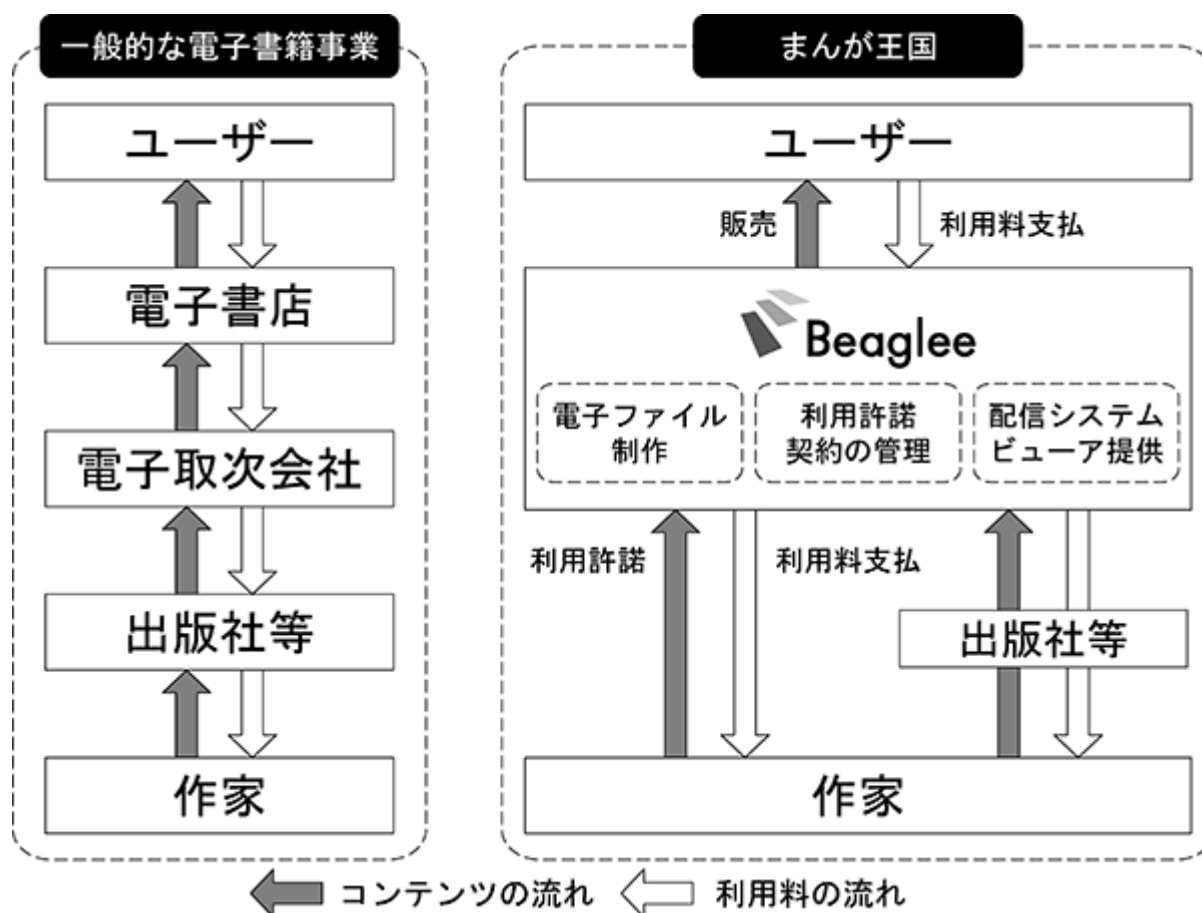 一般的な電子書籍事業
ユーザー
電子書店
電子取次会社
出版社等
作家
まんが王国
ユーザー
販売
利用料支払
Beaglee
電子ファイル
制作
利用許諾
契約の管理
配信システム
ビューア提供
利用許諾
利用料支払
出版社等
作家
コンテンツの流れ
利用料の流れ